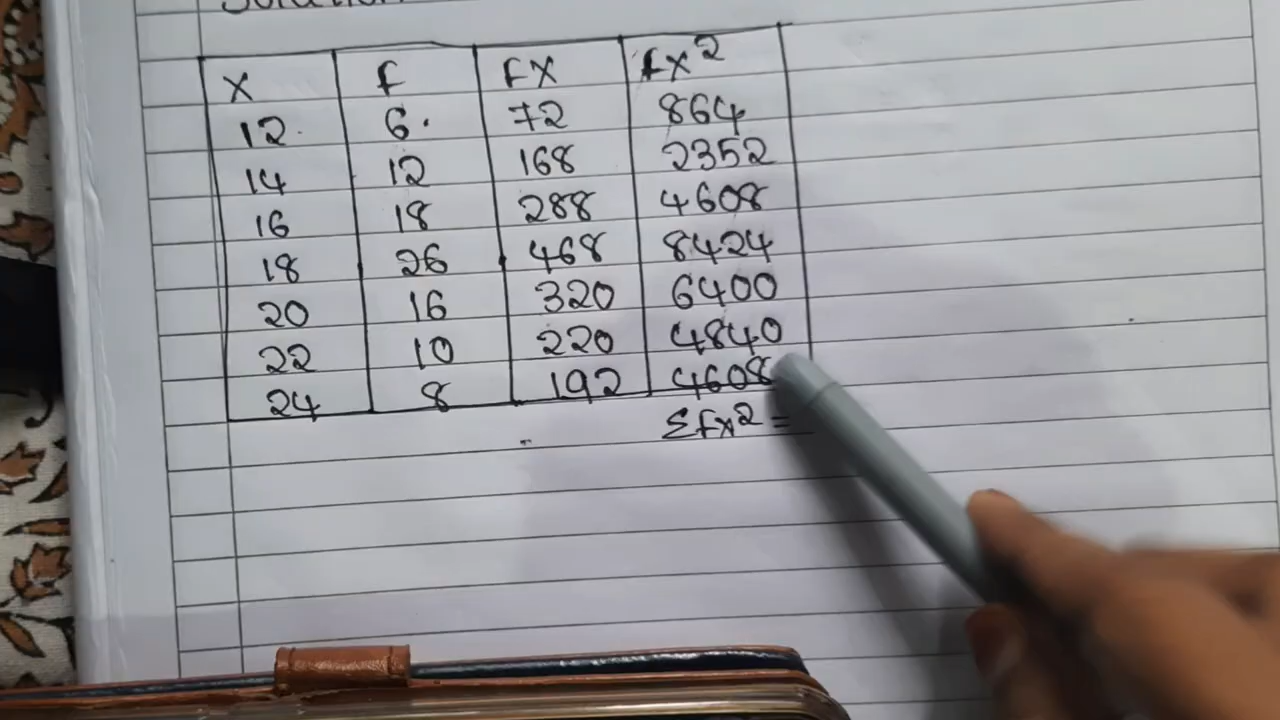 Solution
X F FX FX²
12 6 72 864
14 12 168 2352
16 18 288 4608
18 26 468 8424
20 16 320 6400
22 10 220 4840
24 8 192 4608
Σfx² =